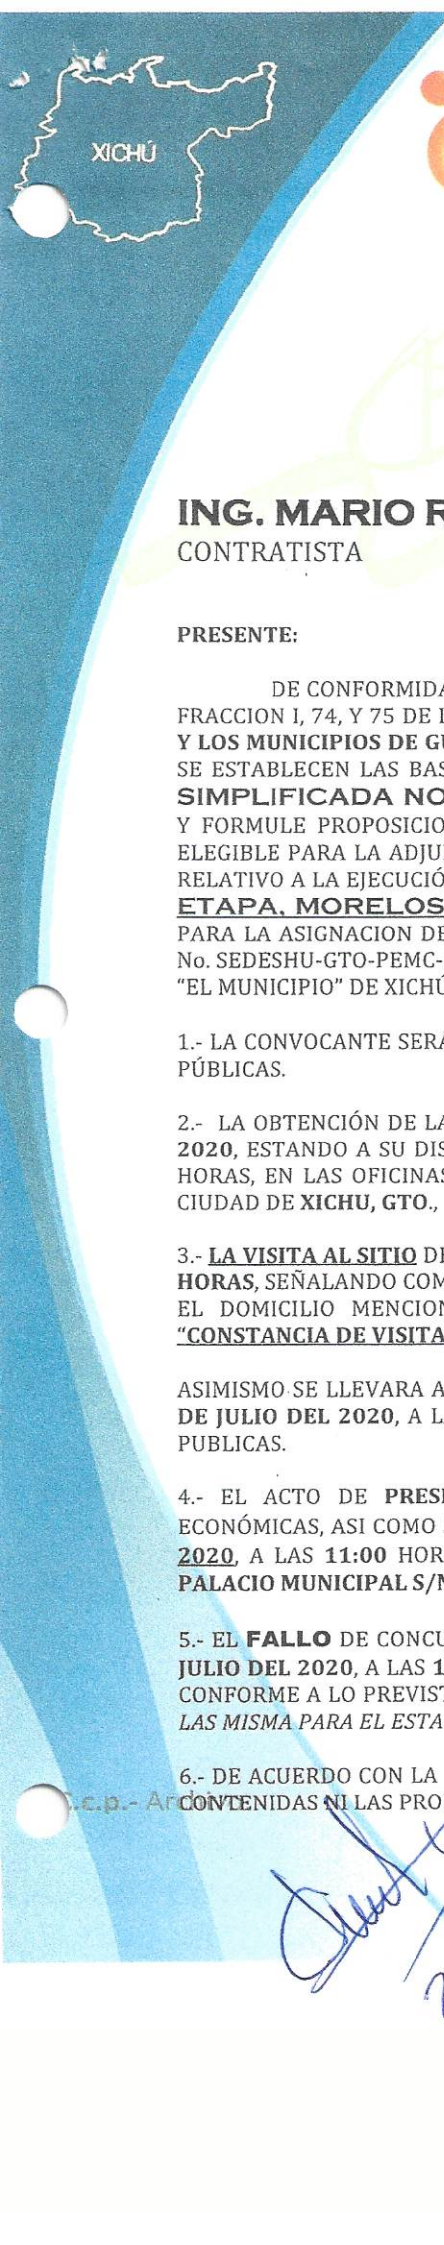 XICHÚ
ING. MARIO R
CONTRATISTA
PRESENTE:
DE CONFORMIDA
FRACCION I, 74, Y 75 DE L
Y LOS MUNICIPIOS DE GU
SE ESTABLECEN LAS BAS
SIMPLIFICADA NO
Y FORMULE PROPOSICIO
ELEGIBLE PARA LA ADJU
RELATIVO A LA EJECUCIÓ
ETAPA, MORELOS
PARA LA ASIGNACION DE
No. SEDESHU-GTO-PEMC-
"EL MUNICIPIO" DE XICHÚ
1.- LA CONVOCANTE SERÁ
PÚBLICAS.
2.- LA OBTENCIÓN DE LA
2020, ESTANDO A SU DIS
HORAS, EN LAS OFICINAS
CIUDAD DE XICHU, GTO.,
3.- LA VISITA AL SITIO DE
HORAS, SEÑALANDO COM
EL DOMICILIO MENCION
"CONSTANCIA DE VISITA
ASIMISMO SE LLEVARA A
DE JULIO DEL 2020, A LA
PUBLICAS.
4.- EL ACTO DE PRESE
ECONÓMICAS, ASI COMO
2020, A LAS 11:00 HOR
PALACIO MUNICIPAL S/N
5.- EL FALLO DE CONCU
JULIO DEL 2020, A LAS 1
CONFORME A LO PREVIST
LAS MISMA PARA EL ESTA
6.- DE ACUERDO CON LA
C.c.p.- Archivo
CONTENIDAS NI LAS PRO